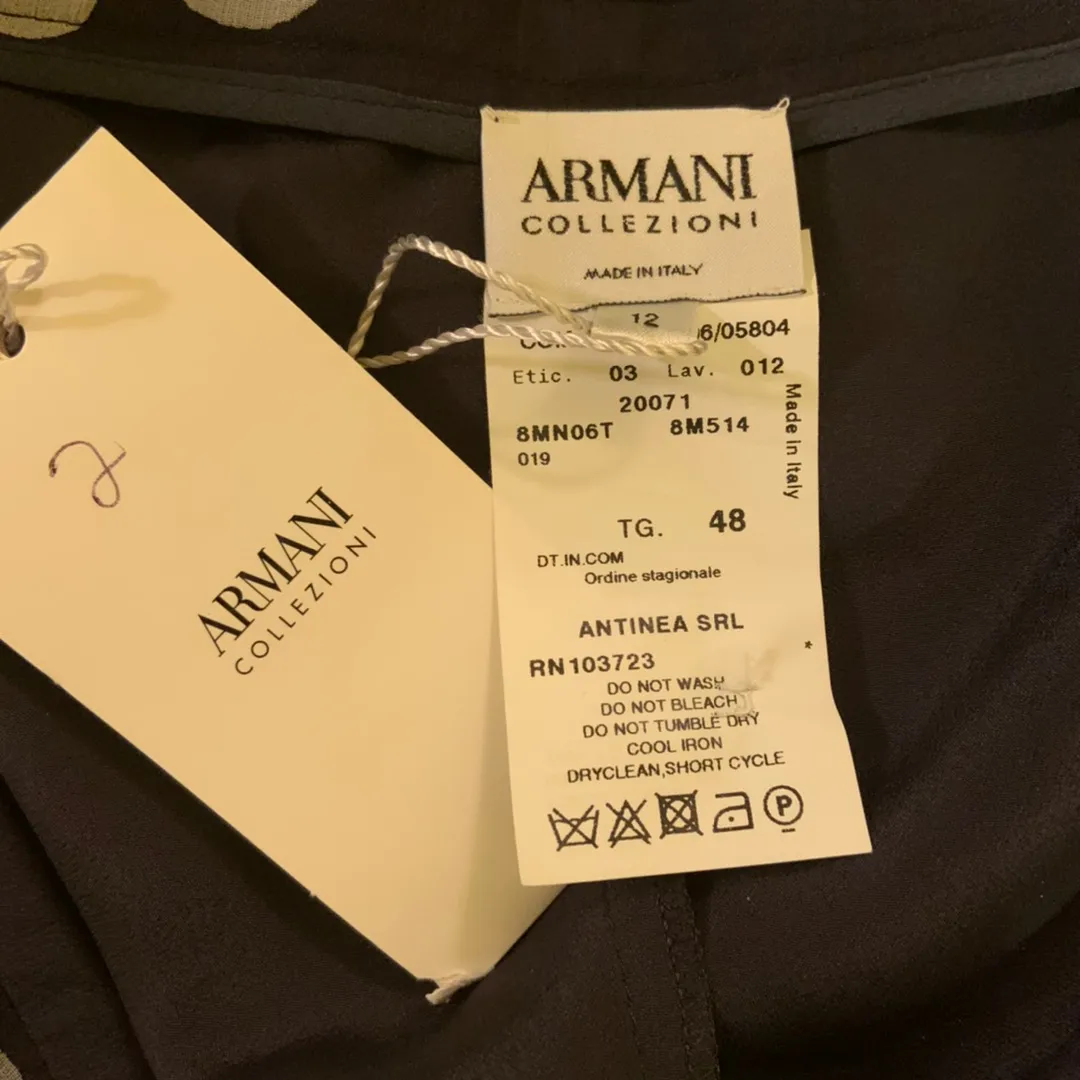 ARMANI
COLLEZIONI
MADE IN ITALY
12
6/05804
Etic. 03 Lav. 012
20071
8MN06T 8M514
019
Made in Italy
TG. 48
DT.IN.COM
Ordine stagionale
ANTINEA SRL
*
RN103723
DO NOT WASH
DO NOT BLEACH
DO NOT TUMBLE DRY
COOL IRON
DRYCLEAN,SHORT CYCLE
P
ARMANI
COLLEZIONI